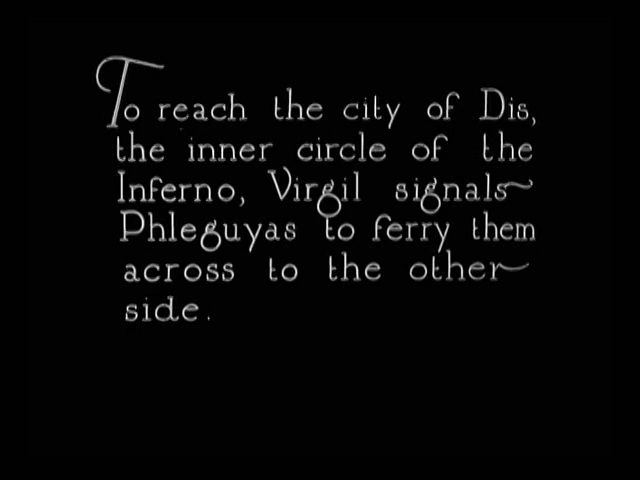 To reach the city of Dis,
the inner circle of the
Inferno, Virgil signals
Phleguyas to ferry them
across to the other
side.